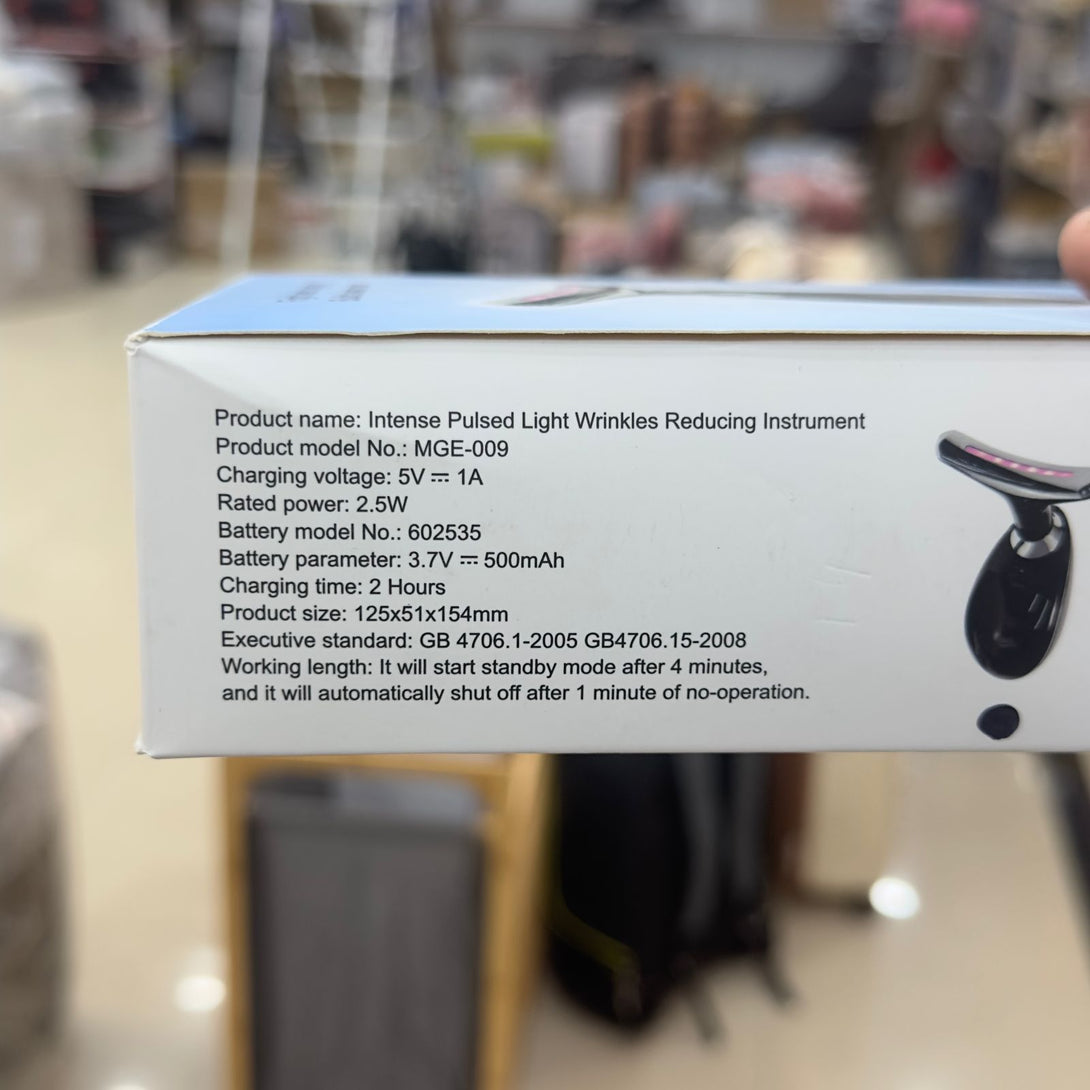 Product name: Intense Pulsed Light Wrinkles Reducing Instrument
Product model No.: MGE-009
Charging voltage: 5V ⎓ 1A
Rated power: 2.5W
Battery model No.: 602535
Battery parameter: 3.7V ⎓ 500mAh
Charging time: 2 Hours
Product size: 125x51x154mm
Executive standard: GB 4706.1-2005 GB4706.15-2008
Working length: It will start standby mode after 4 minutes,
and it will automatically shut off after 1 minute of no-operation.